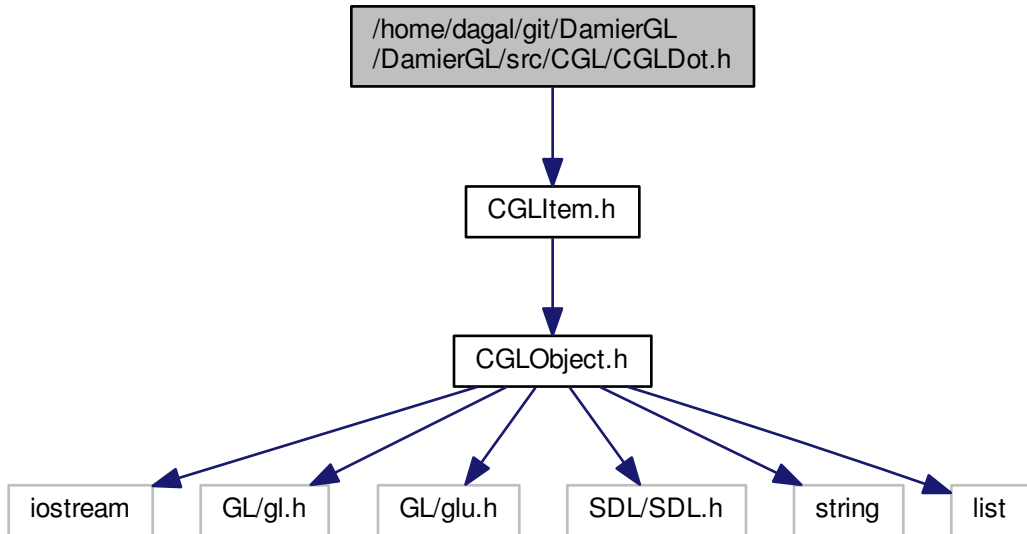 /home/dagal/git/DamierGL
/DamierGL/src/CGL/CGLDot.h
CGLItem.h
CGLObject.h
iostream
GL/gl.h
GL/glu.h
SDL/SDL.h
string
list